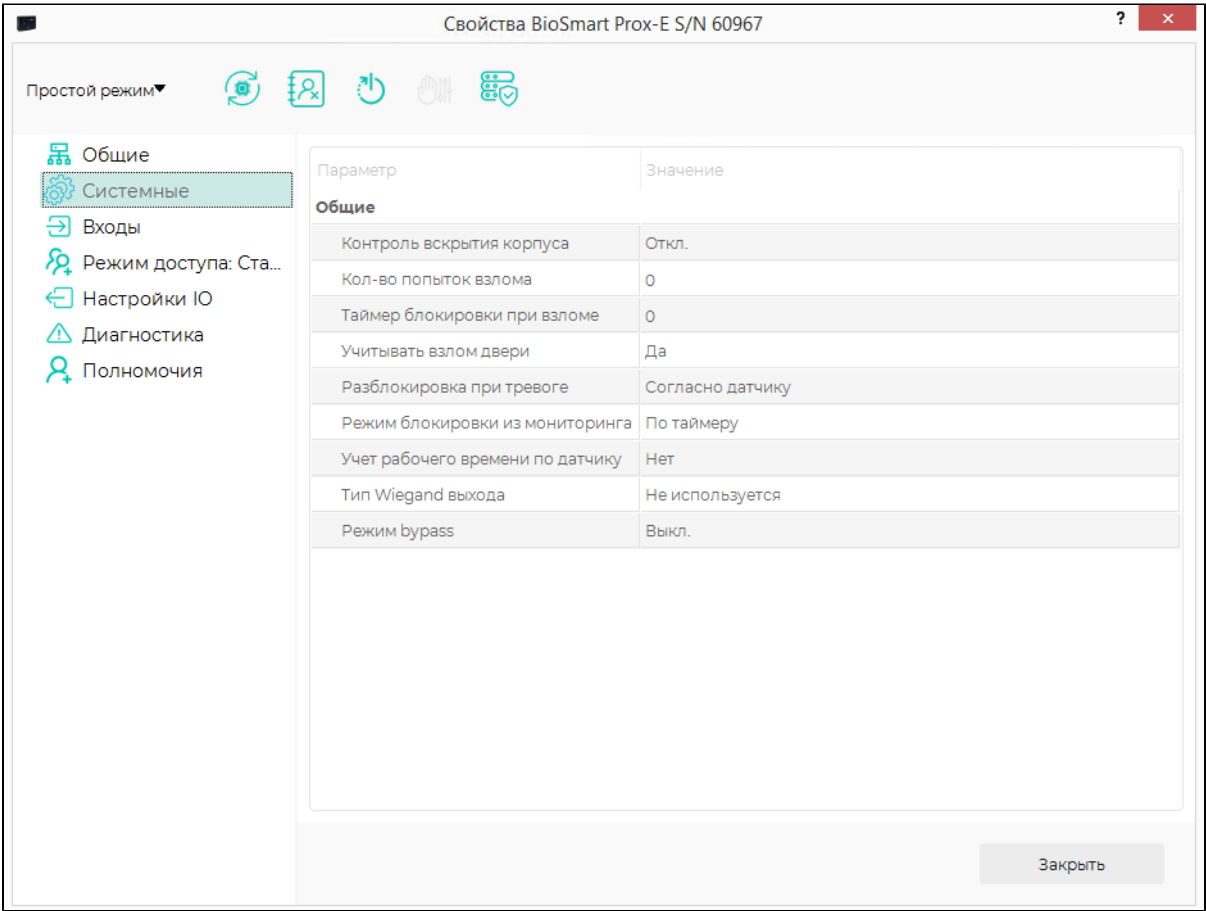 Свойства BioSmart Prox-E S/N 60967
?
Простой режим
Общие
Системные
Входы
Режим доступа: Ста...
Настройки IO
Диагностика
Полномочия
Параметр Значение
Общие
Контроль вскрытия корпуса Откл.
Кол-во попыток взлома 0
Таймер блокировки при взломе 0
Учитывать взлом двери Да
Разблокировка при тревоге Согласно датчику
Режим блокировки из мониторинга По таймеру
Учет рабочего времени по датчику Нет
Тип Wiegand выхода Не используется
Режим bypass Выкл.
Закрыть